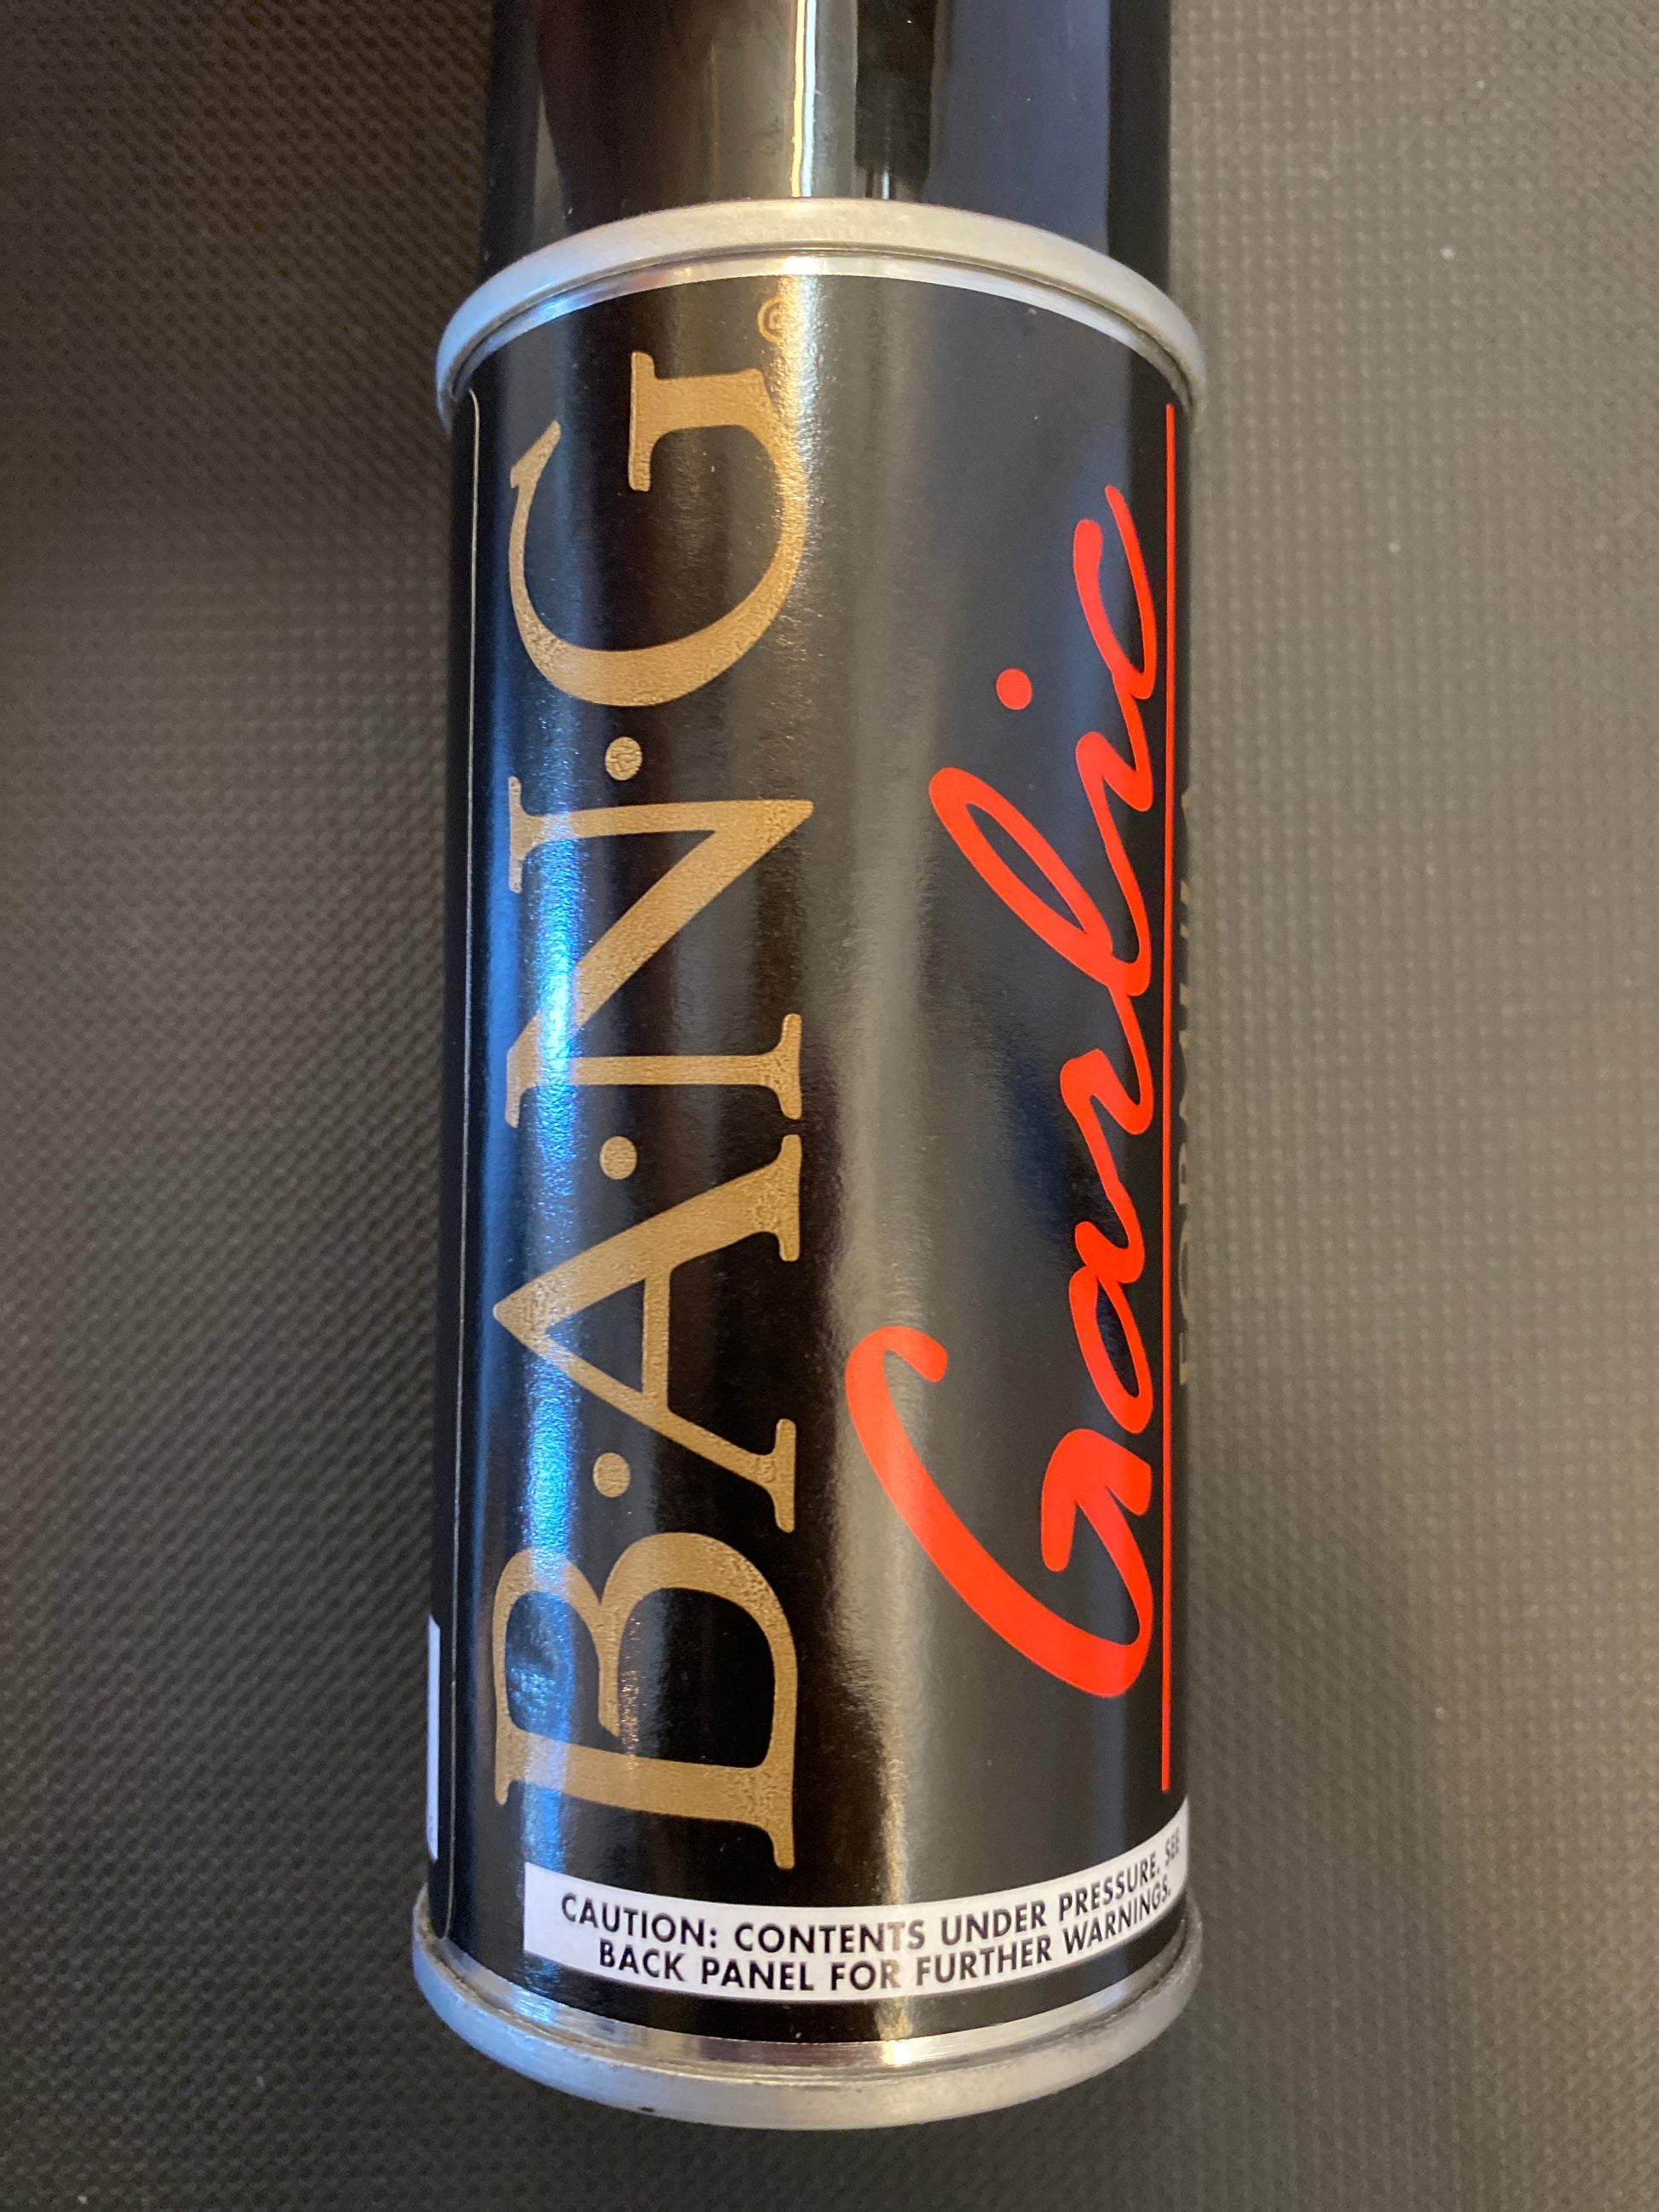 B•A•N•G®
Garlic
CAUTION: CONTENTS UNDER PRESSURE. SEE
BACK PANEL FOR FURTHER WARNINGS.